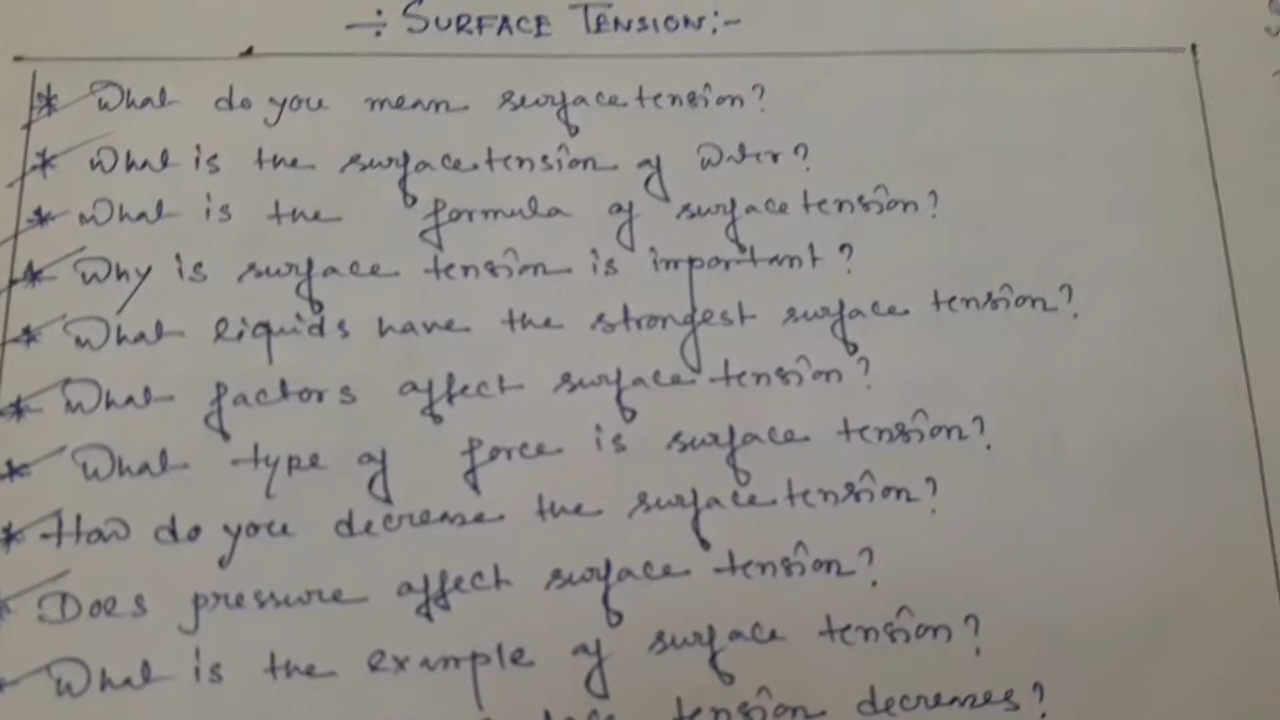 ÷ SURFACE TENSION:-
* What do you mean surface tension?
* What is the surface tension of Water?
* What is the formula of surface tension?
* Why is surface tension is important?
* What liquids have the strongest surface tension?
* What factors affect surface tension?
* What type of force is surface tension?
* How do you decrease the surface tension?
* Does pressure affect surface tension?
* What is the example of surface tension?
tension decreases?